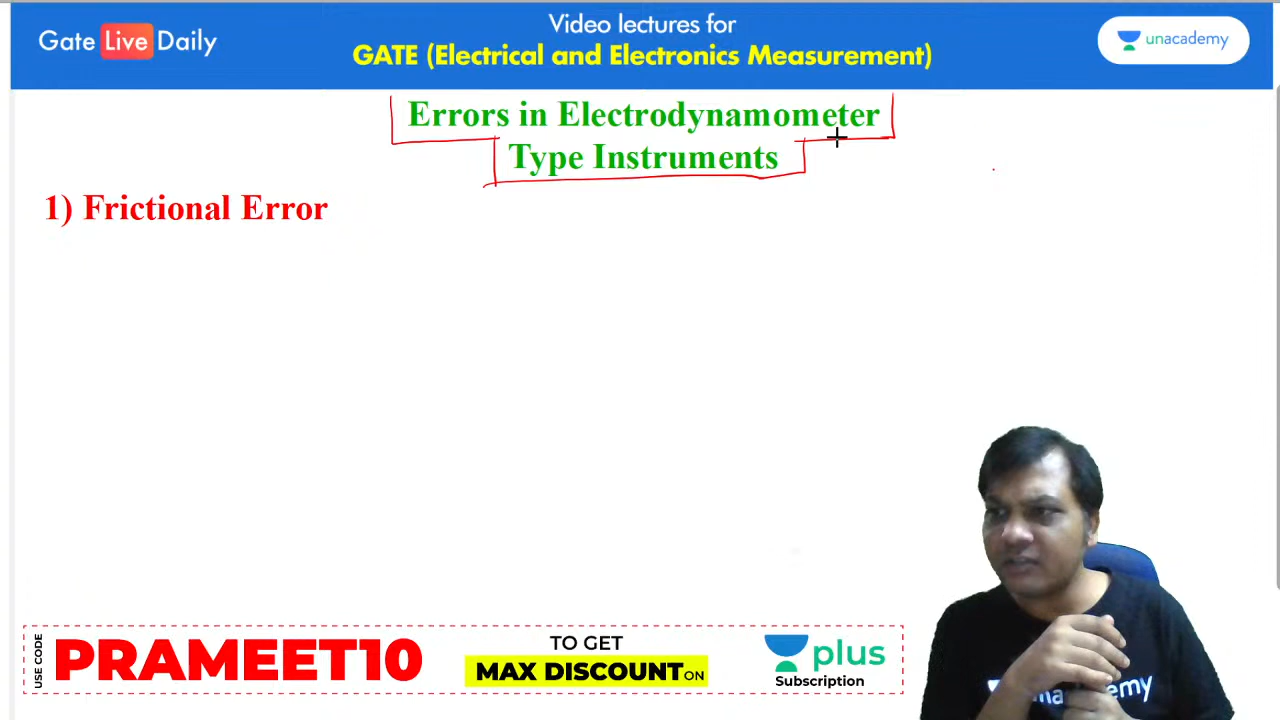 Gate Live Daily
Video lectures for
GATE (Electrical and Electronics Measurement)
unacademy
Errors in Electrodynamometer
Type Instruments
1) Frictional Error
USE CODE
PRAMEET10
TO GET
MAX DISCOUNT ON
plus
Subscription